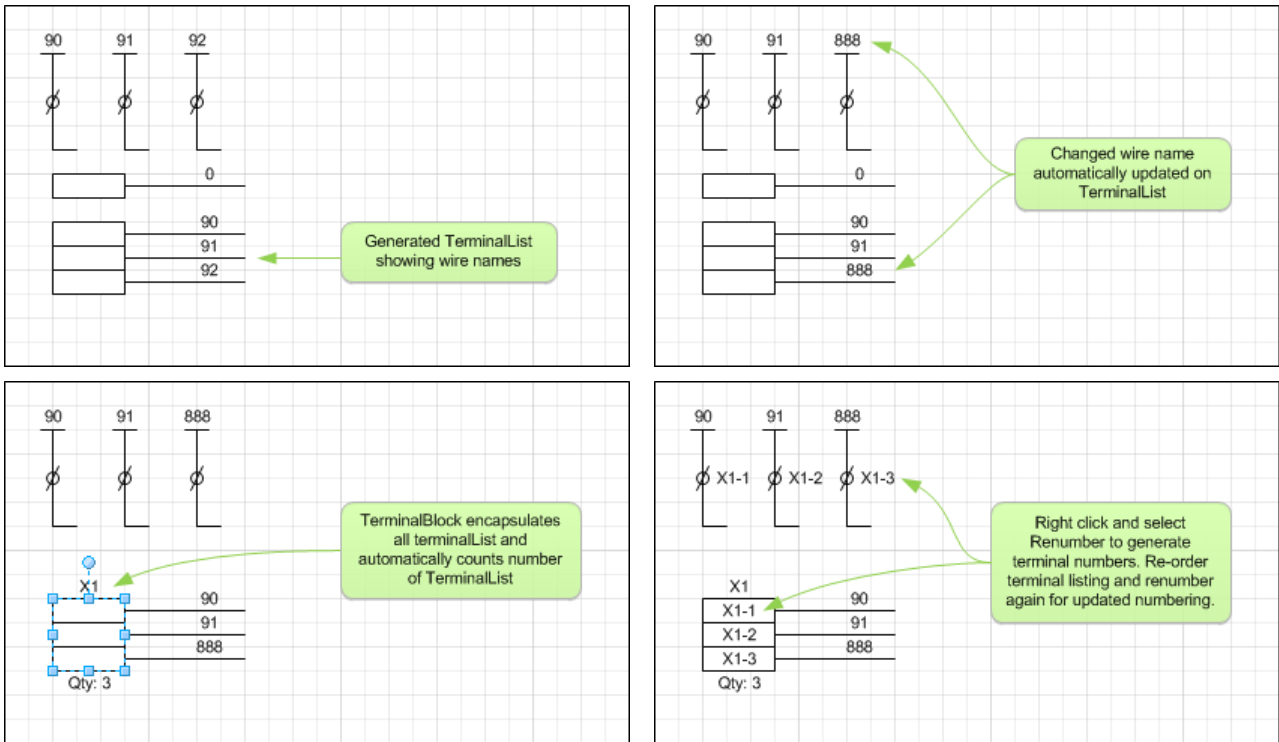 90 91 92
0
90
91
92
Generated TerminalList
showing wire names
90 91 888
0
90
91
888
Changed wire name
automatically updated on
TerminalList
90 91 888
TerminalBlock encapsulates
all terminalList and
automatically counts number
of TerminalList
X1
90
91
888
Qty: 3
90 91 888
X1-1 X1-2 X1-3
Right click and select
Renumber to generate
terminal numbers. Re-order
terminal listing and renumber
again for updated numbering.
X1
X1-1 90
X1-2 91
X1-3 888
Qty: 3